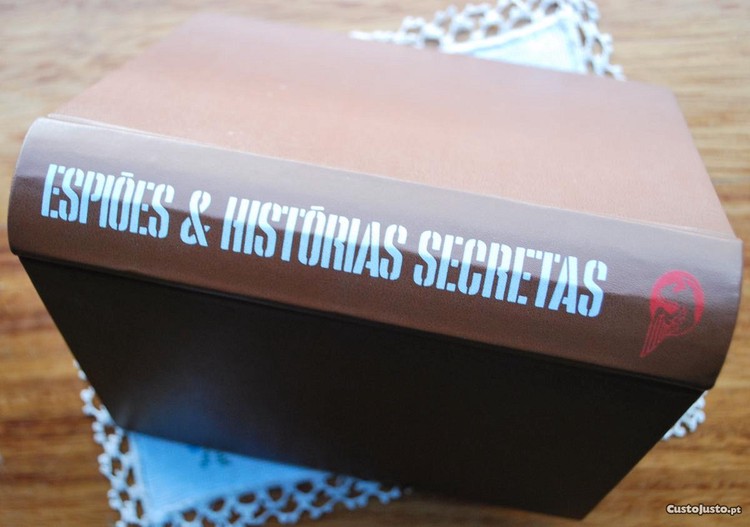 ESPIÕES & HISTÓRIAS SECRETAS
CustoJusto.pt